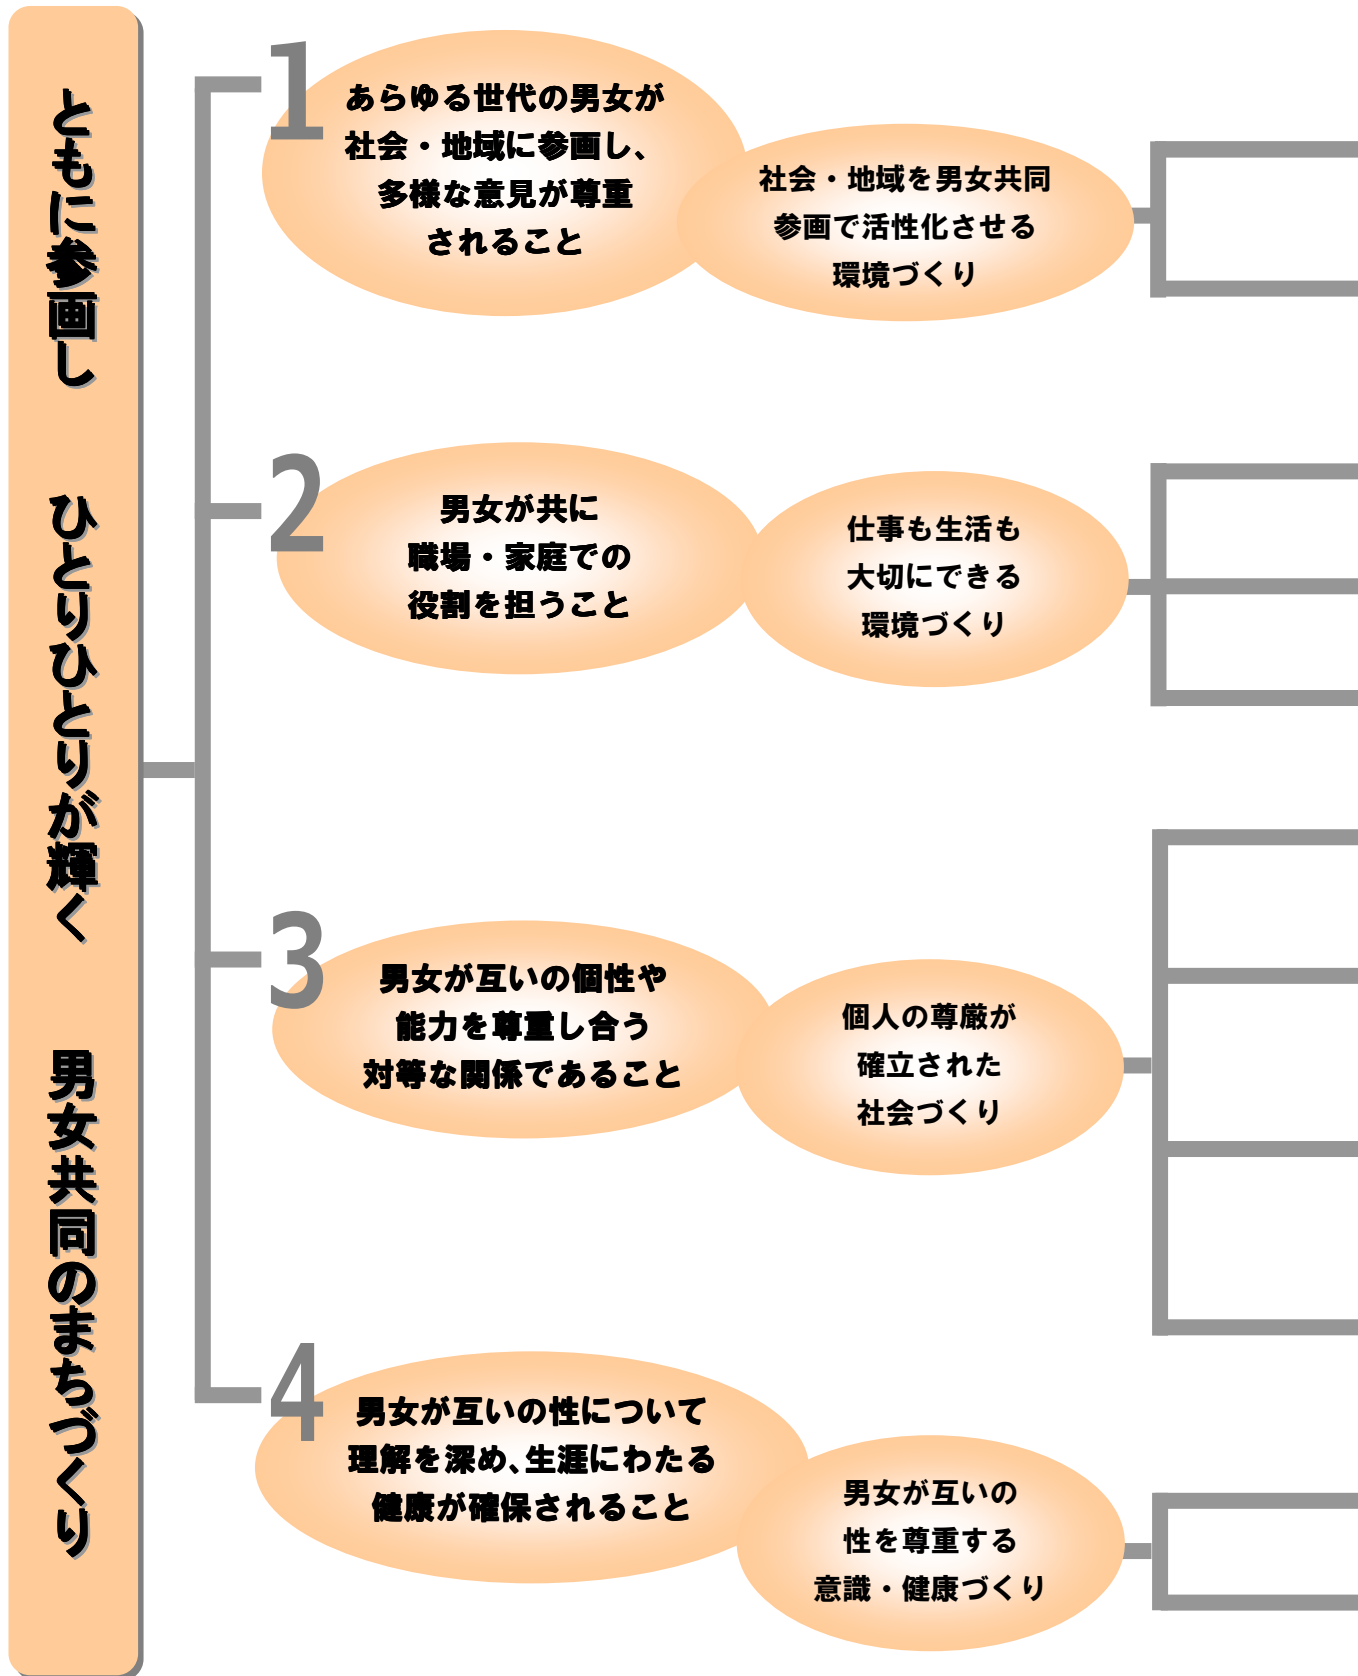 ともに参画し　ひとりひとりが輝く　男女共同のまちづくり
1
あらゆる世代の男女が
社会・地域に参画し、
多様な意見が尊重
されること
社会・地域を男女共同
参画で活性化させる
環境づくり
2
男女が共に
職場・家庭での
役割を担うこと
仕事も生活も
大切にできる
環境づくり
3
男女が互いの個性や
能力を尊重し合う
対等な関係であること
個人の尊厳が
確立された
社会づくり
4
男女が互いの性について
理解を深め、生涯にわたる
健康が確保されること
男女が互いの
性を尊重する
意識・健康づくり